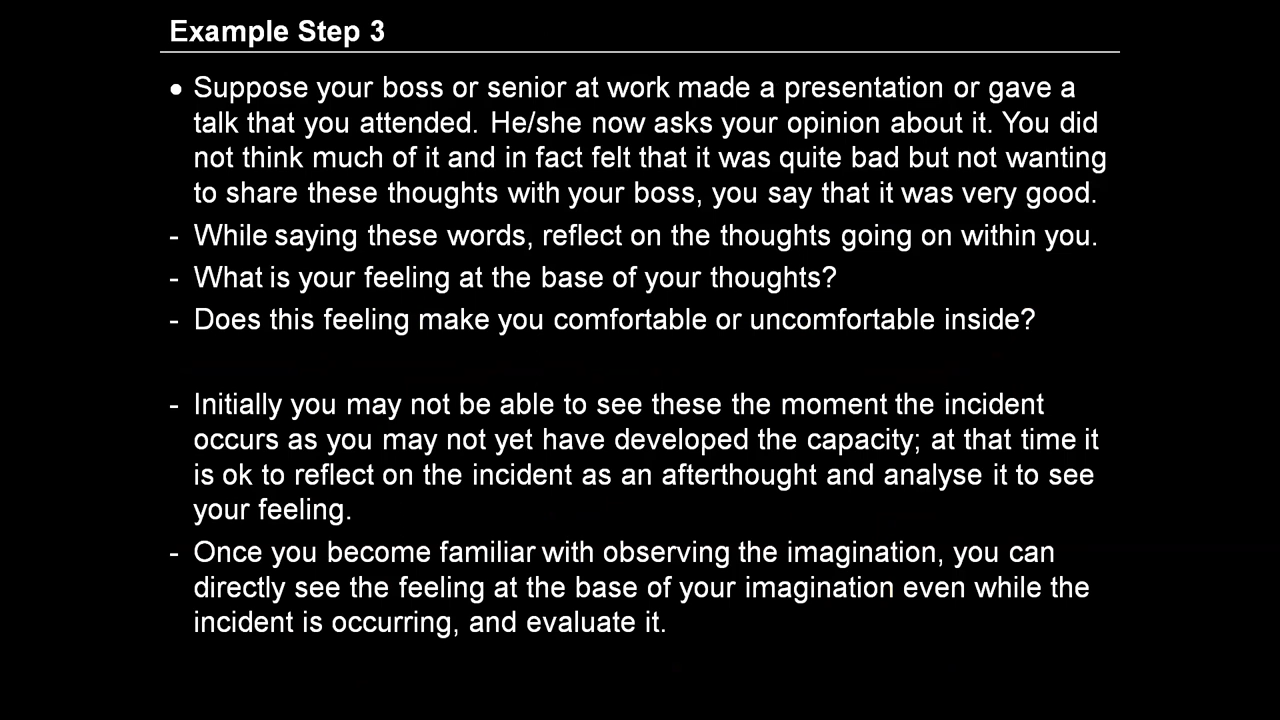 Example Step 3
● Suppose your boss or senior at work made a presentation or gave a
talk that you attended. He/she now asks your opinion about it. You did
not think much of it and in fact felt that it was quite bad but not wanting
to share these thoughts with your boss, you say that it was very good.
- While saying these words, reflect on the thoughts going on within you.
- What is your feeling at the base of your thoughts?
- Does this feeling make you comfortable or uncomfortable inside?
- Initially you may not be able to see these the moment the incident
occurs as you may not yet have developed the capacity; at that time it
is ok to reflect on the incident as an afterthought and analyse it to see
your feeling.
- Once you become familiar with observing the imagination, you can
directly see the feeling at the base of your imagination even while the
incident is occurring, and evaluate it.